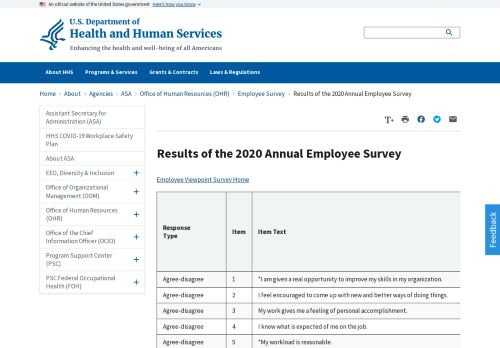 An official website of the United States government Here's how you know
U.S. Department of
Health and Human Services
Enhancing the health and well-being of all Americans
About HHS Programs & Services Grants & Contracts Laws & Regulations
Home About Agencies ASA Office of Human Resources (OHR) Employee Survey Results of the 2020 Annual Employee Survey
Assistant Secretary for
Administration (ASA)
HHS COVID-19 Workplace Safety
Plan
About ASA
EEO, Diversity & Inclusion
Office of Organizational
Management (OOM)
Office of Human Resources
(OHR)
Office of the Chief
Information Officer (OCIO)
Program Support Center
(PSC)
PSC Federal Occupational
Health (FOH)
T+
Results of the 2020 Annual Employee Survey
Employee Viewpoint Survey Home
Response
Type Item Item Text
Agree-disagree 1 *I am given a real opportunity to improve my skills in my organization.
Agree-disagree 2 I feel encouraged to come up with new and better ways of doing things.
Agree-disagree 3 My work gives me a feeling of personal accomplishment.
Agree-disagree 4 I know what is expected of me on the job.
Agree-disagree 5 *My workload is reasonable.
Feedback